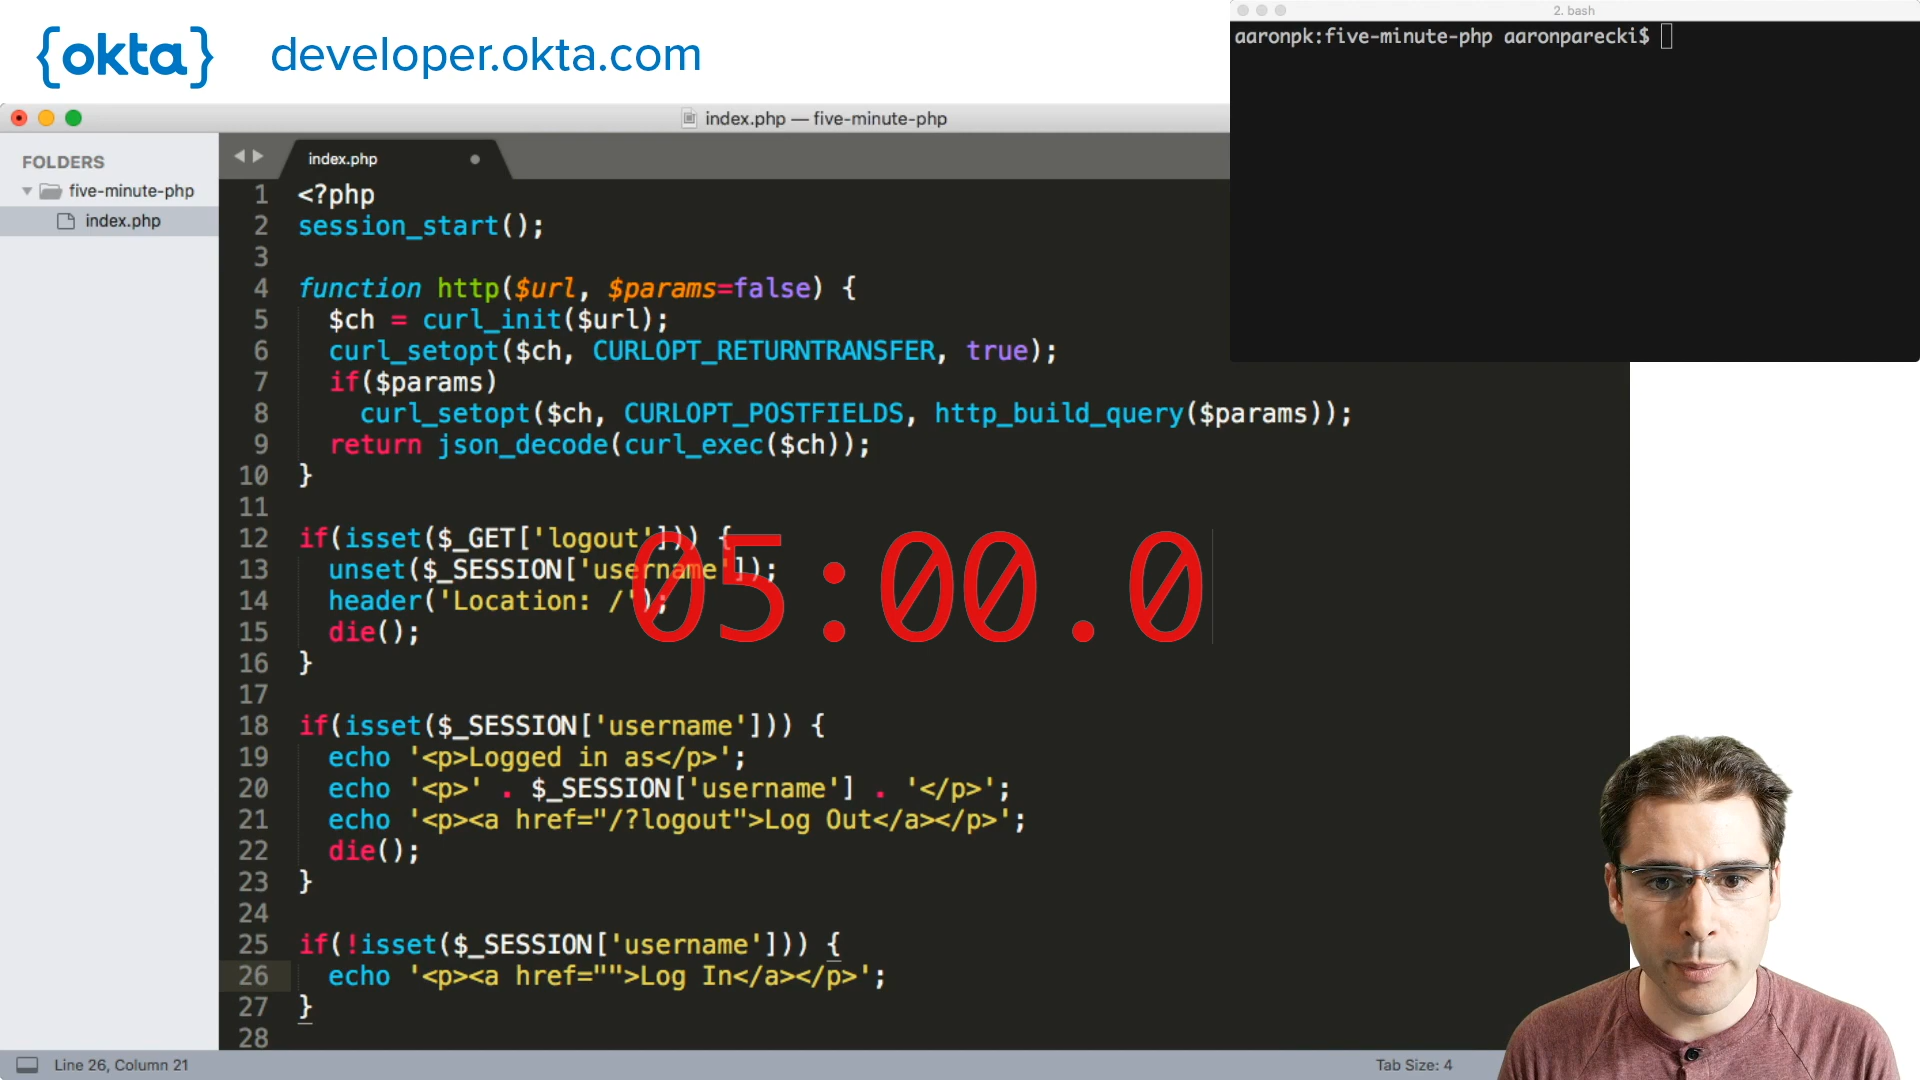 {okta} developer.okta.com
2. bash
aaronpk:five-minute-php aaronparecki$
index.php — five-minute-php
FOLDERS
five-minute-php
index.php
index.php
1 <?php
2 session_start();
3
4 function http($url, $params=false) {
5   $ch = curl_init($url);
6   curl_setopt($ch, CURLOPT_RETURNTRANSFER, true);
7   if($params)
8     curl_setopt($ch, CURLOPT_POSTFIELDS, http_build_query($params));
9   return json_decode(curl_exec($ch));
10 }
11
12 if(isset($_GET['logout'])) {
13   unset($_SESSION['username']);
14   header('Location: /');
15   die();
16 }
17
18 if(isset($_SESSION['username'])) {
19   echo '<p>Logged in as</p>';
20   echo '<p>' . $_SESSION['username'] . '</p>';
21   echo '<p><a href="/?logout">Log Out</a></p>';
22   die();
23 }
24
25 if(!isset($_SESSION['username'])) {
26   echo '<p><a href="">Log In</a></p>';
27 }
28
05:00.0
Line 26, Column 21
Tab Size: 4